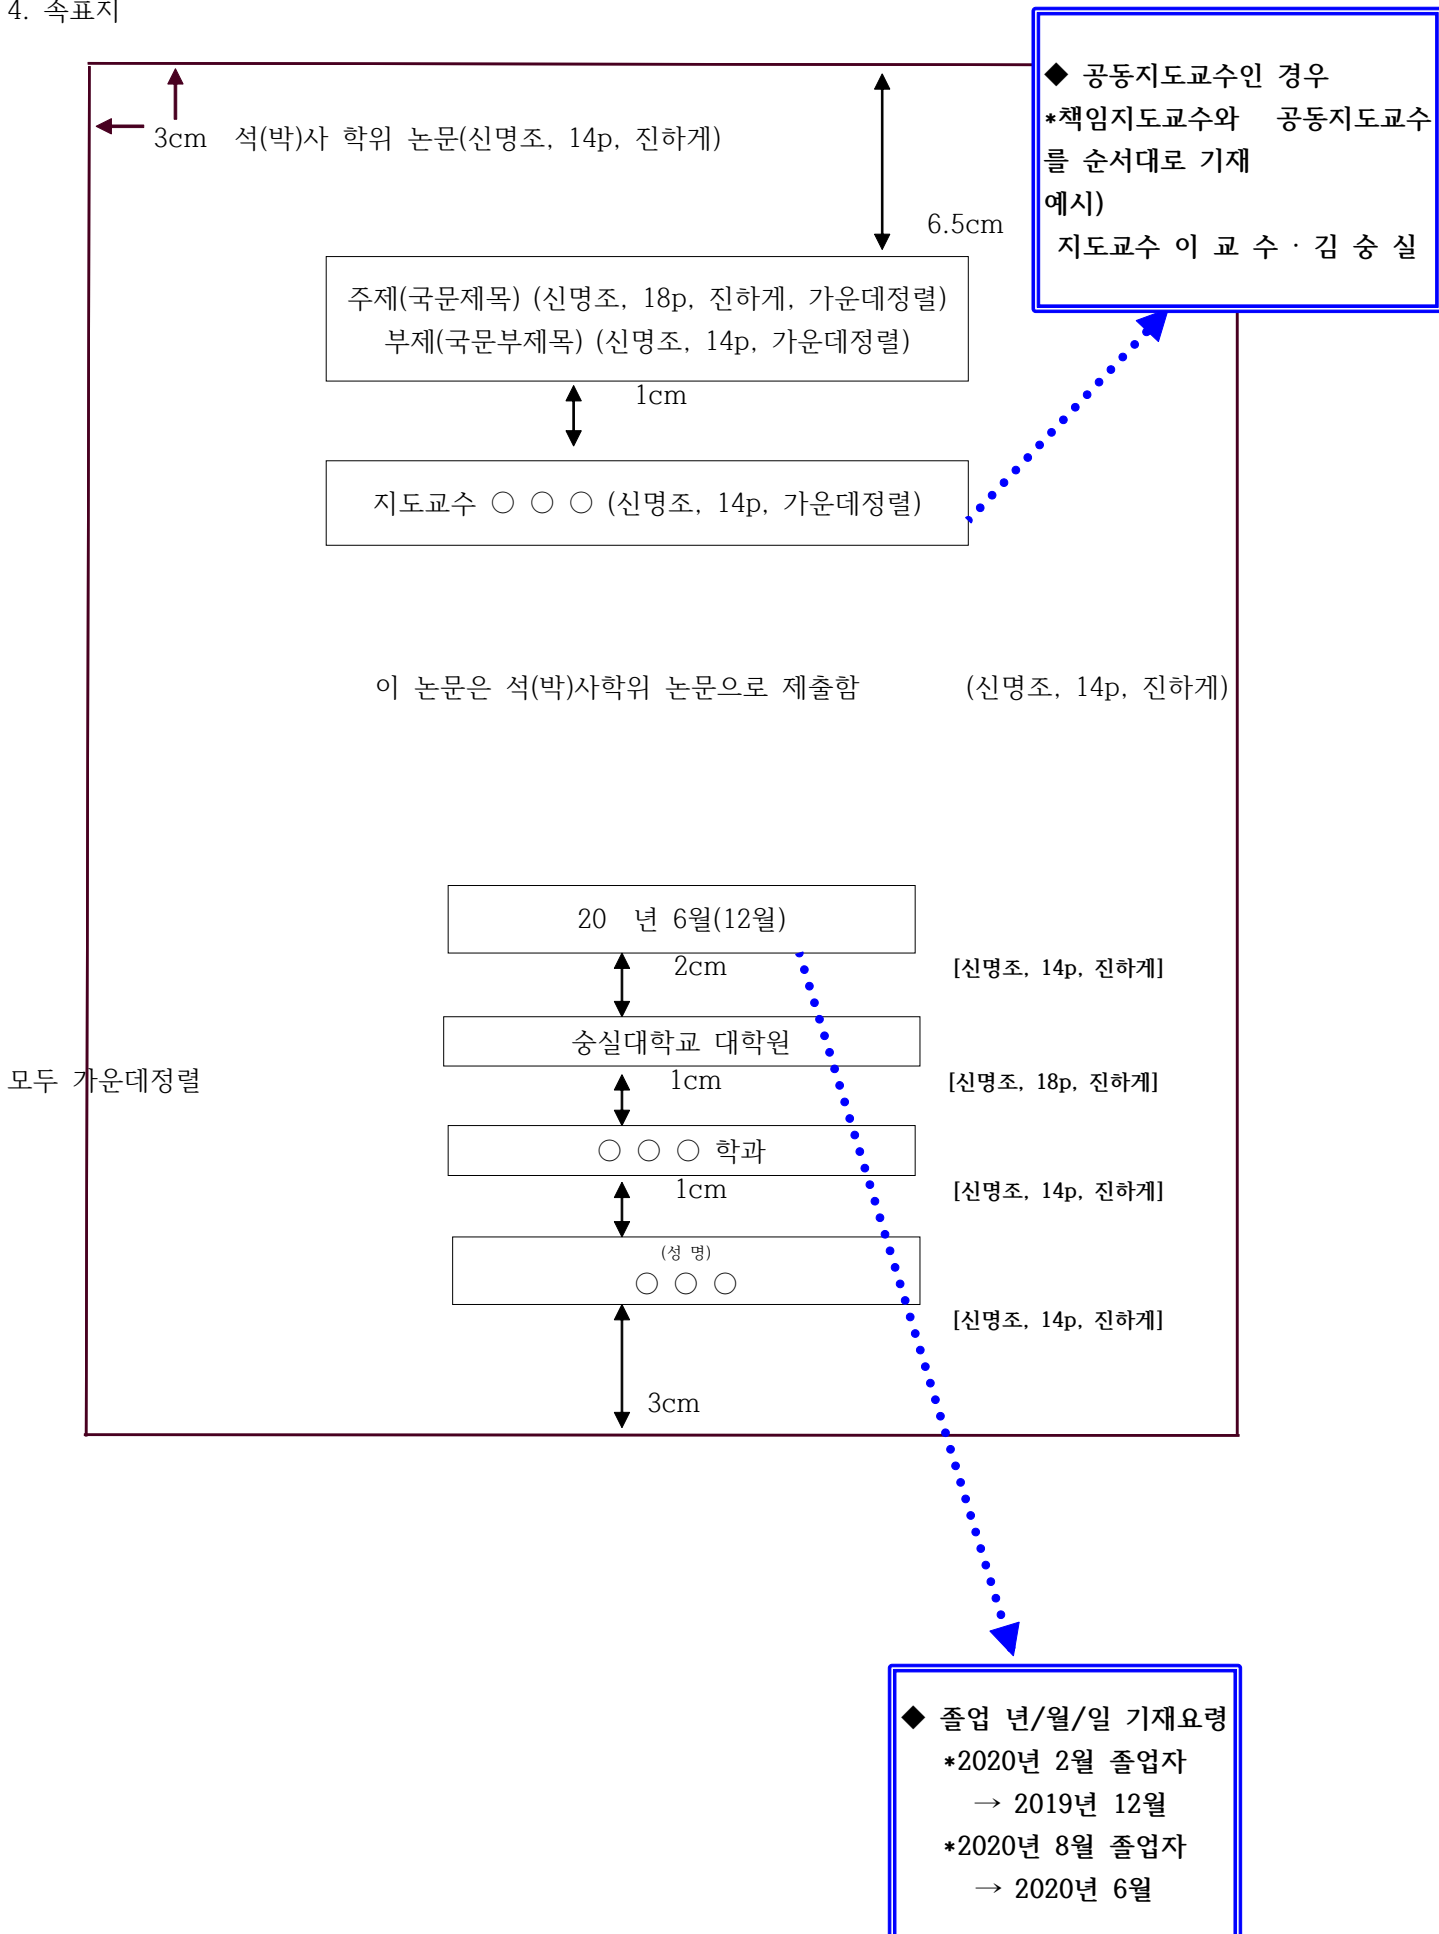 4. 속표지
◆ 공동지도교수인 경우
*책임지도교수와 공동지도교수
를 순서대로 기재
예시)
지도교수 이 교 수 · 김 숭 실
3cm 석(박)사 학위 논문(신명조, 14p, 진하게)
6.5cm
주제(국문제목) (신명조, 18p, 진하게, 가운데정렬)
부제(국문부제목) (신명조, 14p, 가운데정렬)
1cm
지도교수 ○ ○ ○ (신명조, 14p, 가운데정렬)
이 논문은 석(박)사학위 논문으로 제출함 (신명조, 14p, 진하게)
20 년 6월(12월)
2cm
[신명조, 14p, 진하게]
숭실대학교 대학원
모두 가운데정렬
1cm
[신명조, 18p, 진하게]
○ ○ ○ 학과
1cm
[신명조, 14p, 진하게]
(성 명)
○ ○ ○
[신명조, 14p, 진하게]
3cm
◆ 졸업 년/월/일 기재요령
*2020년 2월 졸업자
→ 2019년 12월
*2020년 8월 졸업자
→ 2020년 6월